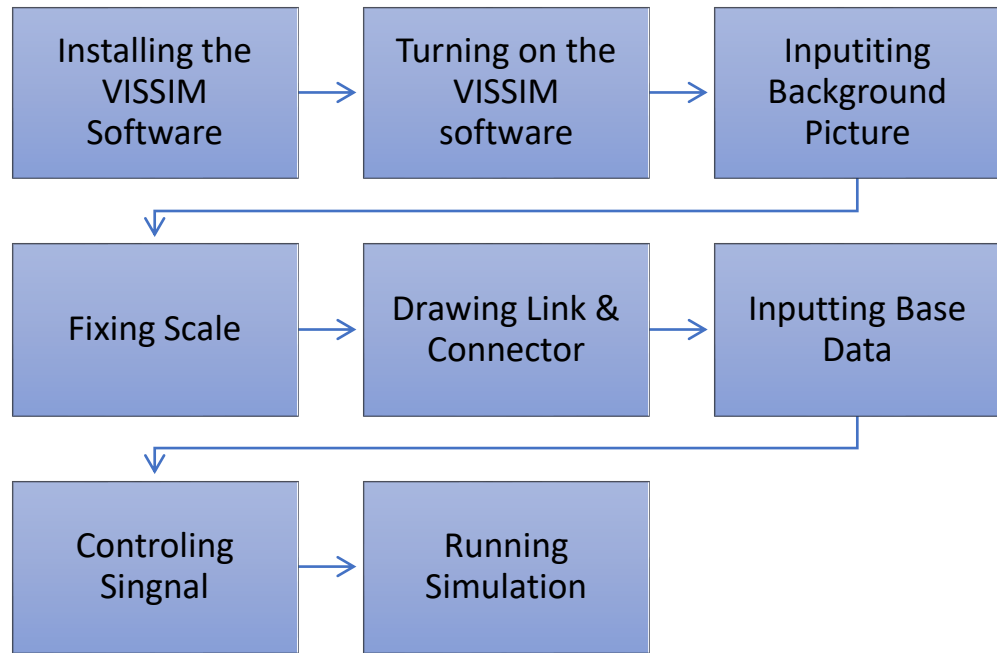 Installing the
VISSIM
Software
Turning on the
VISSIM
software
Inputiting
Background
Picture
Fixing Scale
Drawing Link &
Connector
Inputting Base
Data
Controling
Singnal
Running
Simulation